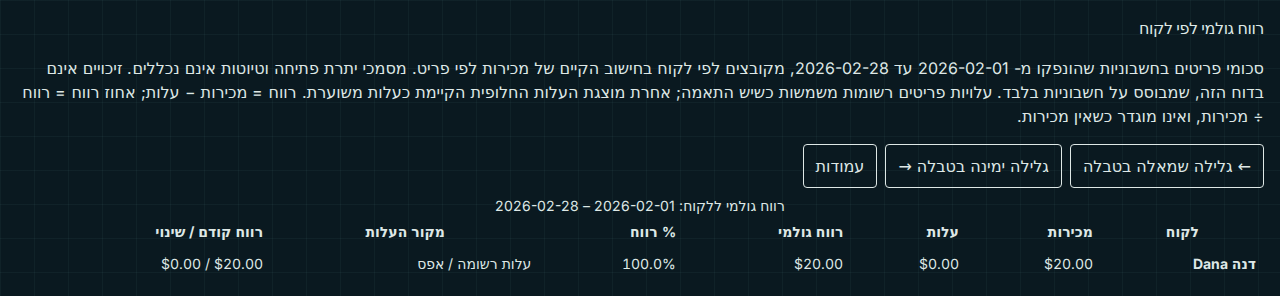 רווח גולמי לפי לקוח
סכומי פריטים בחשבוניות שהונפקו מ- 2026-02-01 עד 2026-02-28, מקובצים לפי לקוח בחישוב הקיים של מכירות לפי פריט. מסמכי יתרת פתיחה וטיוטות אינם נכללים. זיכויים אינם
בדוח הזה, שמבוסס על חשבוניות בלבד. עלויות פריטים רשומות משמשות כשיש התאמה; אחרת מוצגת העלות החלופית הקיימת כעלות משוערת. רווח = מכירות − עלות; אחוז רווח = רווח
÷ מכירות, ואינו מוגדר כשאין מכירות.
← גלילה שמאלה בטבלה גלילה ימינה בטבלה → עמודות
רווח גולמי ללקוח: 2026-02-01 – 2026-02-28
לקוח מכירות עלות רווח גולמי % רווח מקור העלות רווח קודם / שינוי
דנה Dana $20.00 $0.00 $20.00 100.0% עלות רשומה / אפס $0.00 / $20.00